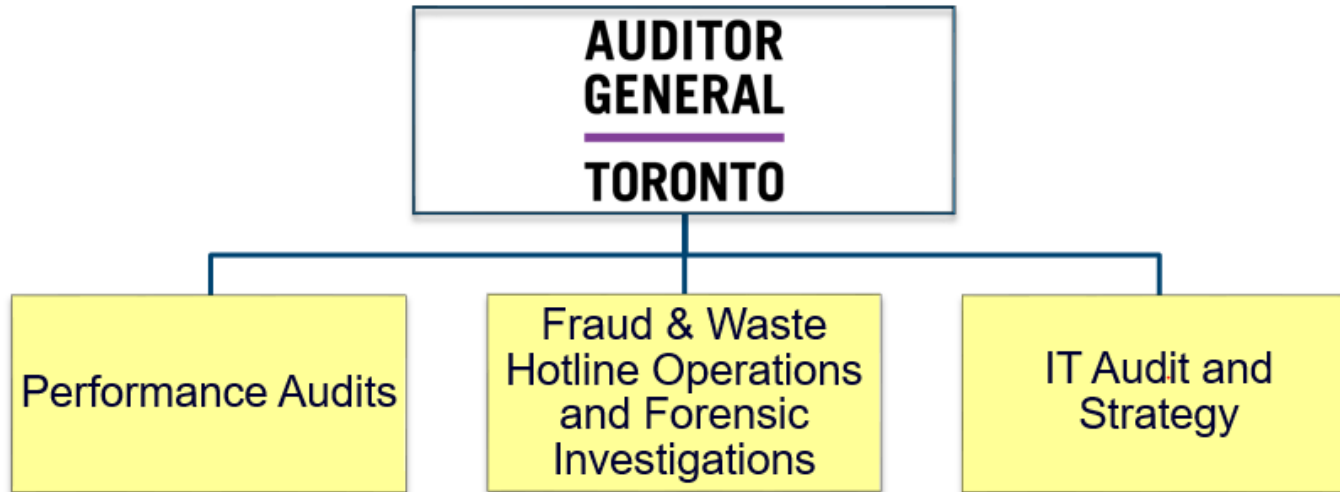 AUDITOR
GENERAL
TORONTO
Performance Audits
Fraud & Waste
Hotline Operations
and Forensic
Investigations
IT Audit and
Strategy